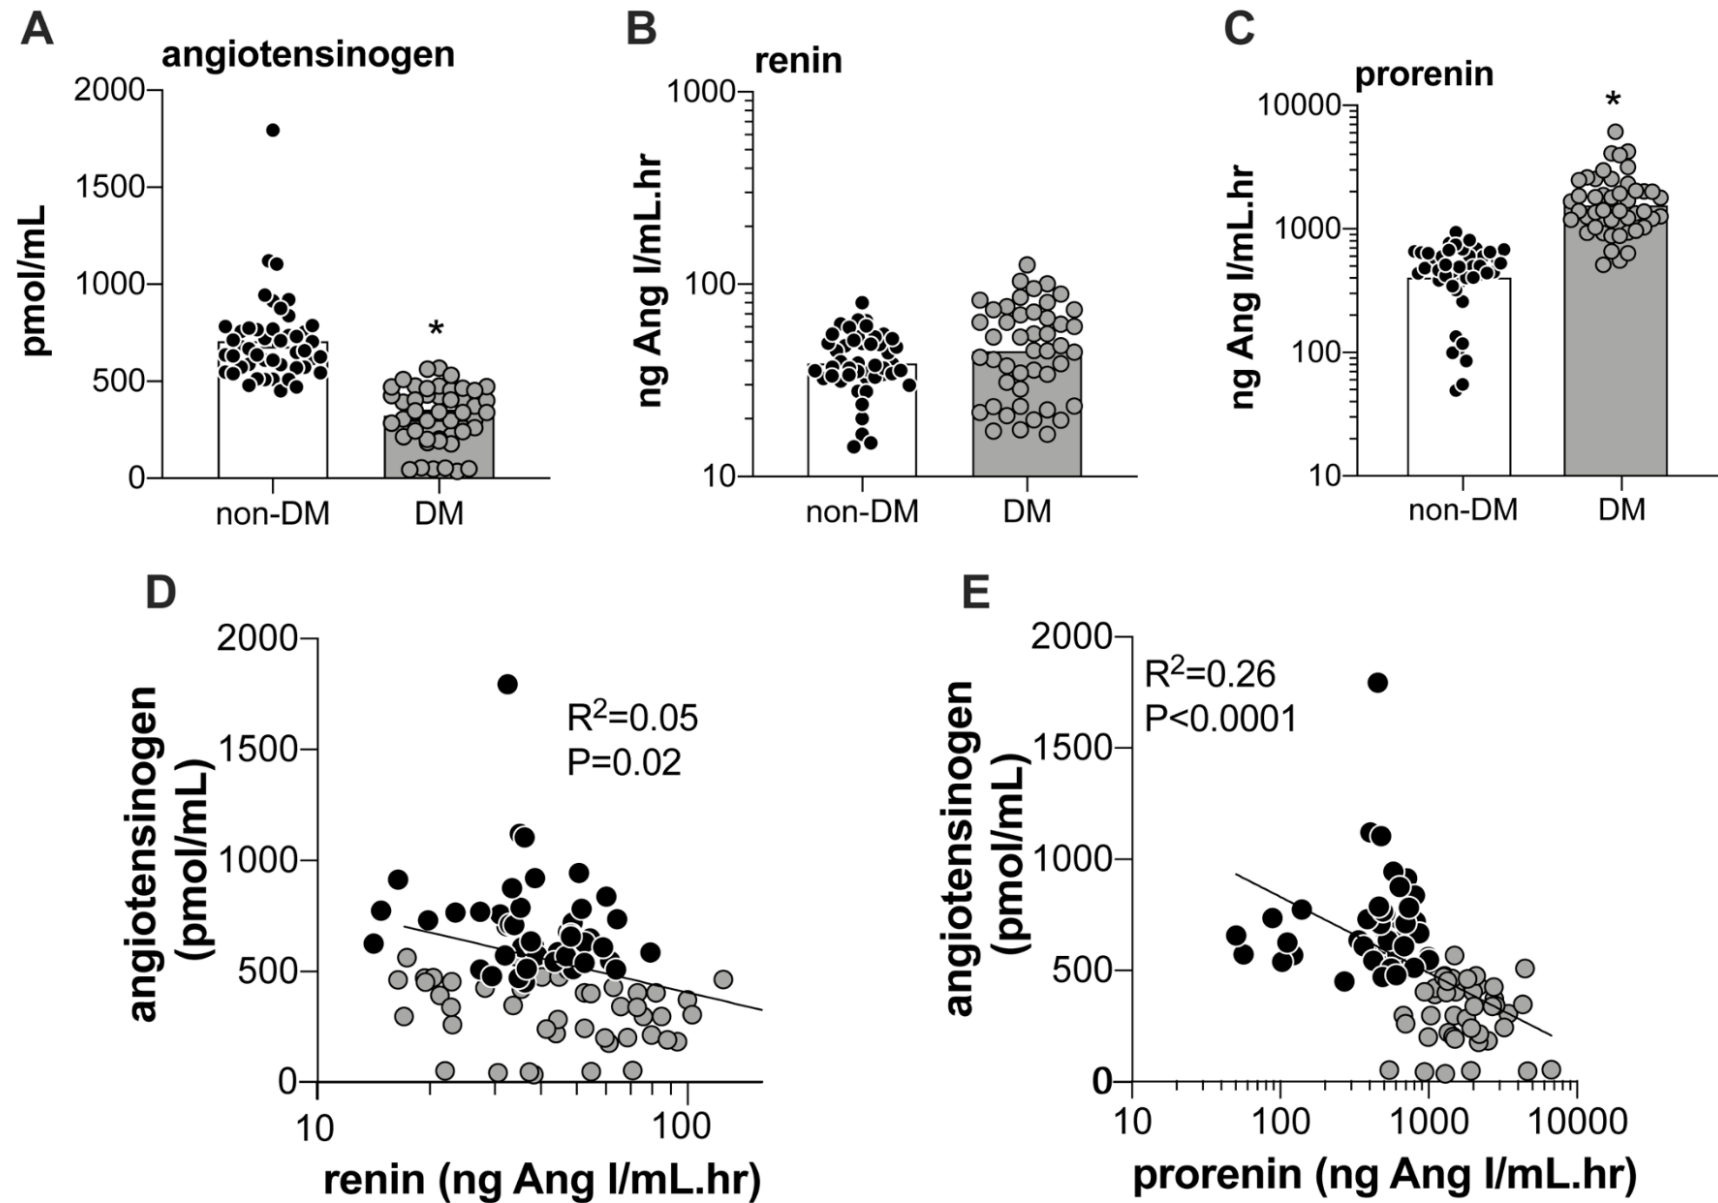 A
angiotensinogen
pmol/mL
2000
1500
1000
500
0
*
non-DM
DM
B
renin
ng Ang I/mL.hr
1000
100
10
non-DM
DM
C
prorenin
ng Ang I/mL.hr
10000
1000
100
10
*
non-DM
DM
D
angiotensinogen
(pmol/mL)
2000
1500
1000
500
0
R²=0.05
P=0.02
10
100
renin (ng Ang I/mL.hr)
E
angiotensinogen
(pmol/mL)
2000
1500
1000
500
0
R²=0.26
P<0.0001
10
100
1000
10000
prorenin (ng Ang I/mL.hr)